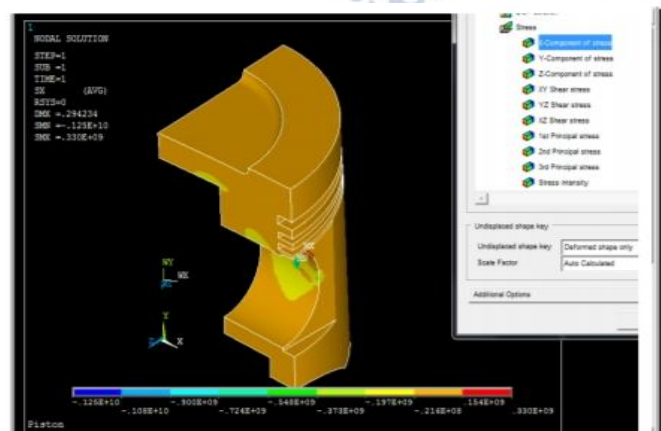 1
NODAL SOLUTION
STEP=1
SUB =1
TIME=1
SX (AVG)
RSYS=0
DMX =.294234
SMN =-.125E+10
SMX =.330E+09
Stress
X-Component of stress
Y-Component of stress
Z-Component of stress
XY Shear stress
YZ Shear stress
XZ Shear stress
1st Principal stress
2nd Principal stress
3rd Principal stress
Stress intensity
Undisplaced shape key
Undisplaced shape key: Deformed shape only
Scale Factor Auto Calculated
Additional Options
MX
WY
WX
Y
Z X
-.125E+10 -.900E+09 -.548E+09 -.197E+09 .154E+09
-.108E+10 -.724E+09 -.373E+09 -.216E+08 .330E+09
Piston